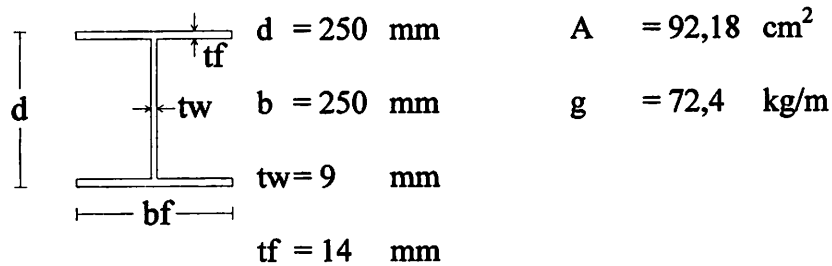 d = 250 mm A = 92,18 cm²
tf
d b = 250 mm g = 72,4 kg/m
tw
tw= 9 mm
bf
tf = 14 mm